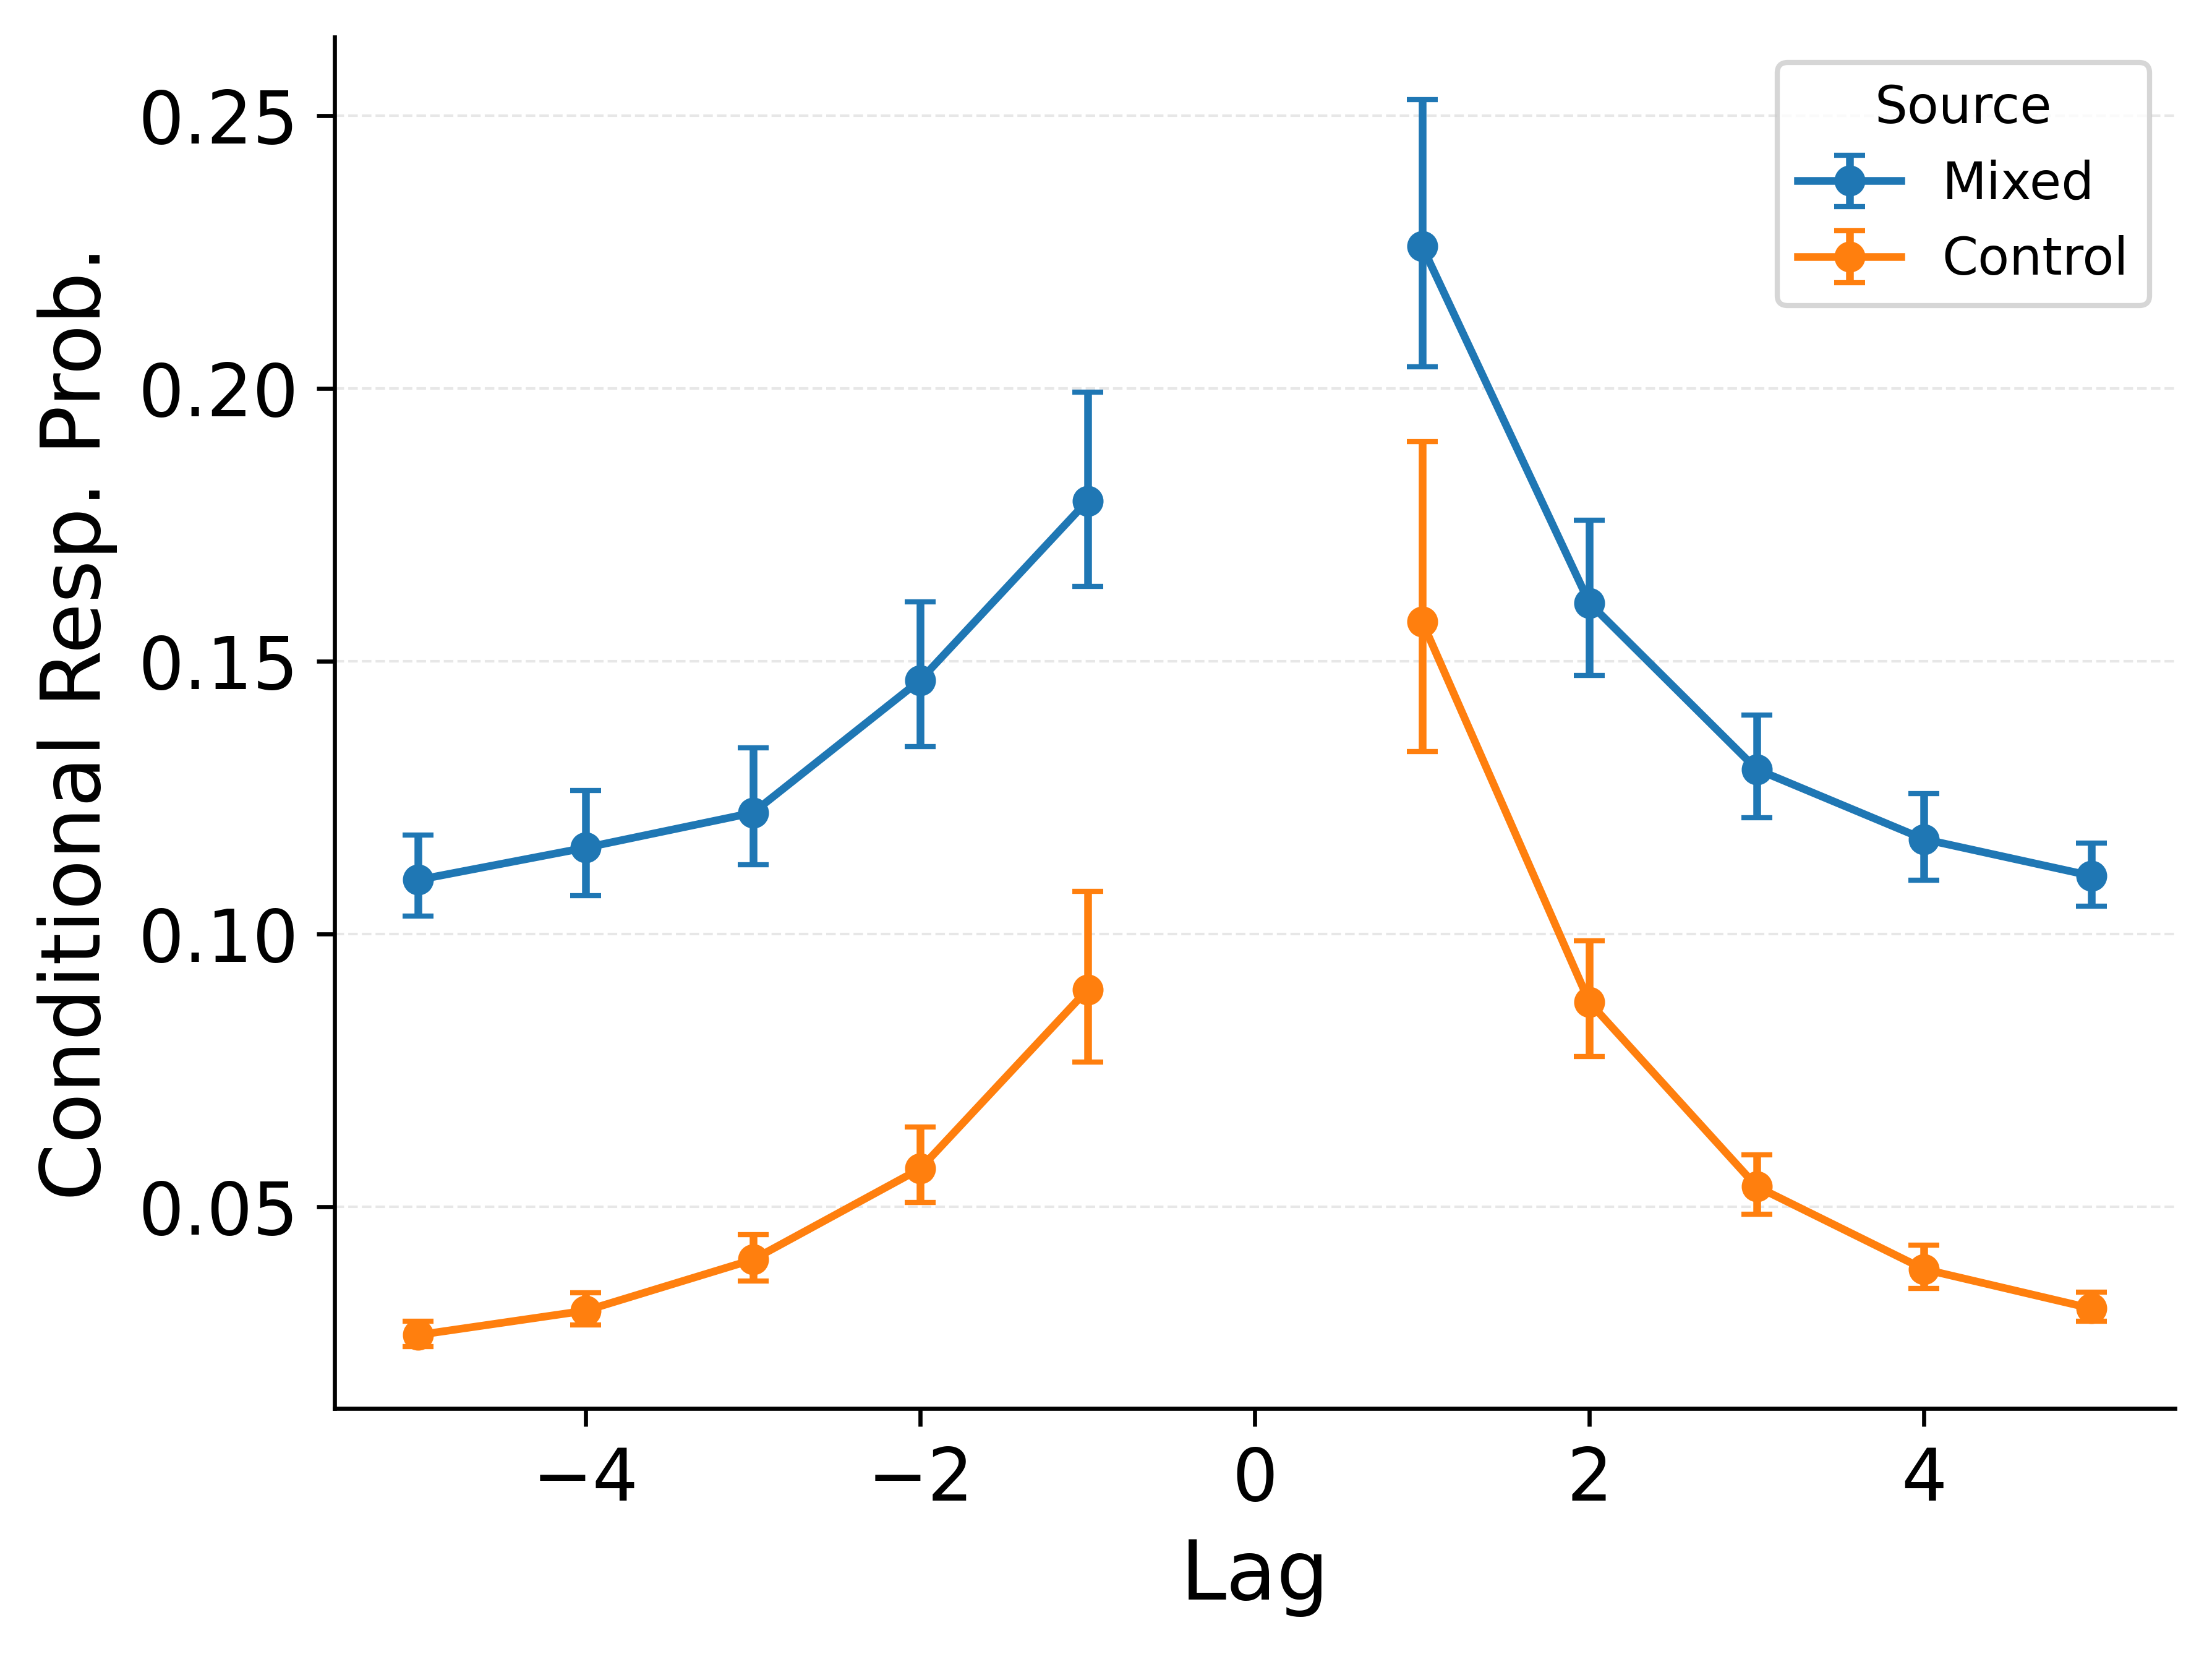 Conditional Resp. Prob.
0.25
0.20
0.15
0.10
0.05
Source
Mixed
Control
−4 −2 0 2 4
Lag